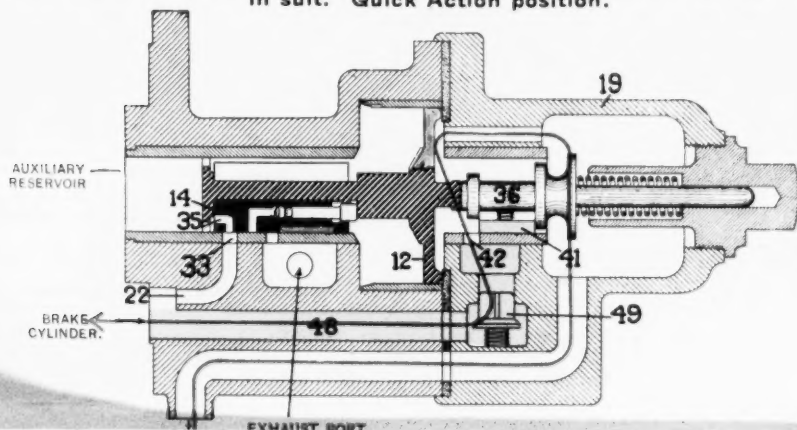 in suit. Quick Action position.
19
AUXILIARY
RESERVOIR
14
36
35
33
12
42
41
22
BRAKE
CYLINDER.
48
49
EXHAUST PORT